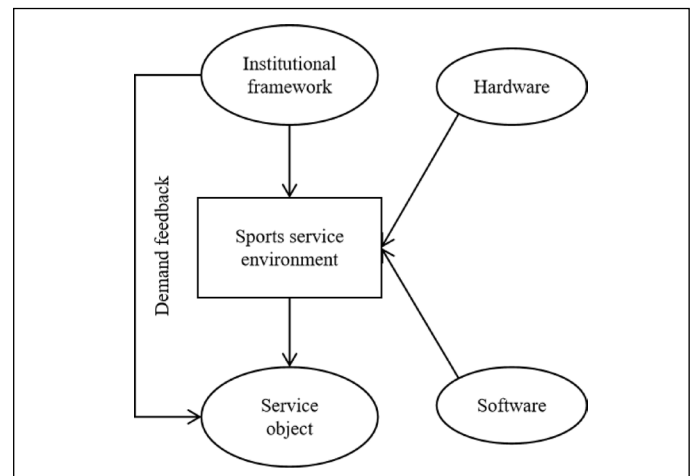 Institutional
framework
Hardware
Demand feedback
Sports service
environment
Service
object
Software